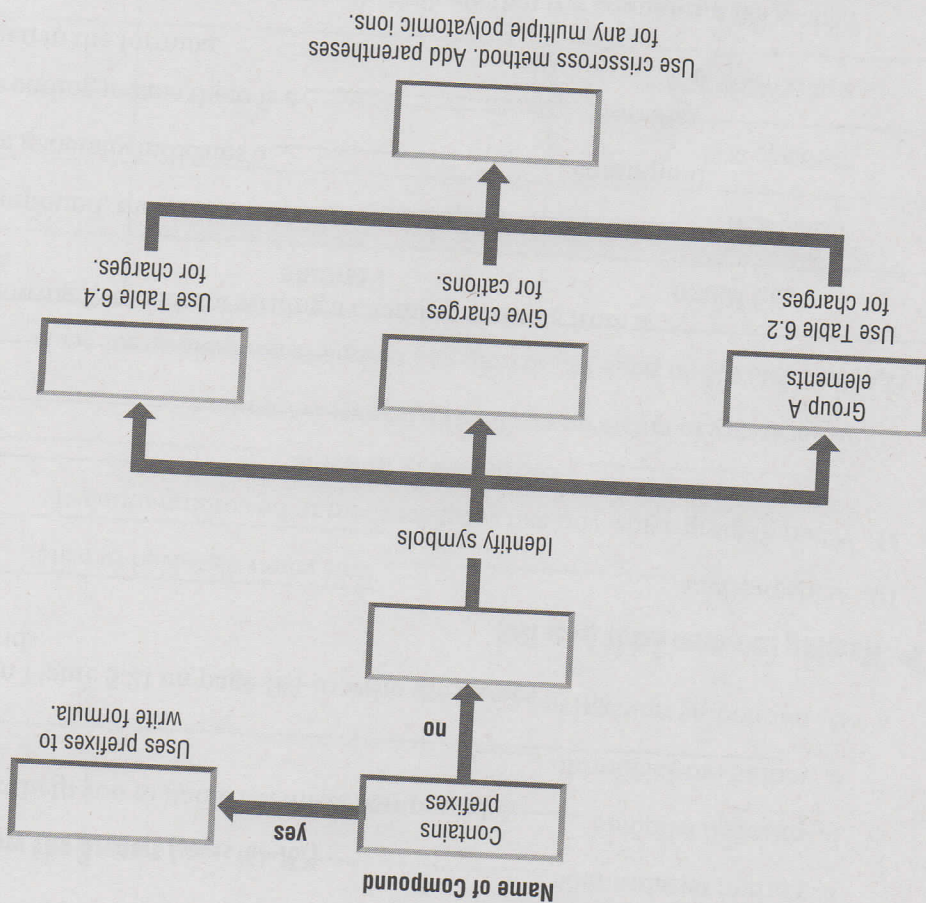 Name of Compound
Contains
prefixes
yes
Uses prefixes to
write formula.
no
Identify symbols
Group A
elements
Use Table 6.2
for charges.
Give charges
for cations.
Use Table 6.4
for charges.
Use crisscross method. Add parentheses
for any multiple polyatomic ions.